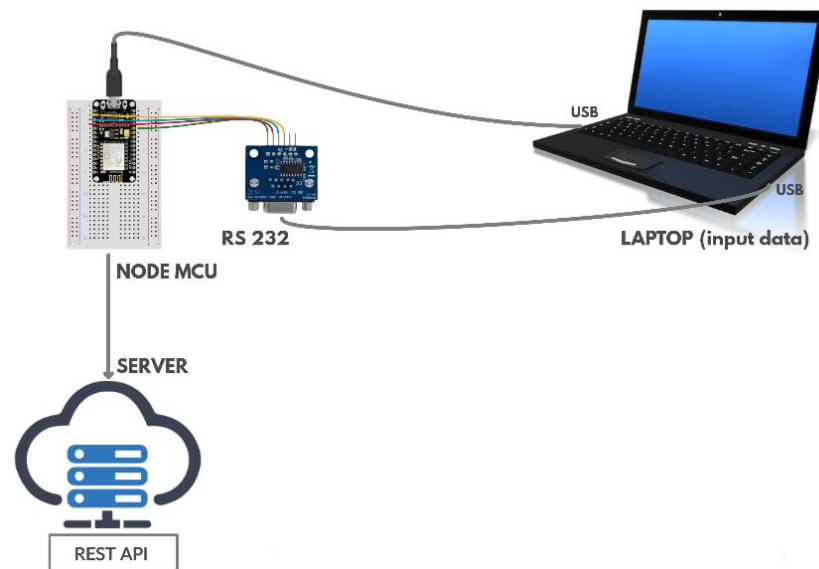 USB
USB
RS 232
LAPTOP (input data)
NODE MCU
SERVER
REST API